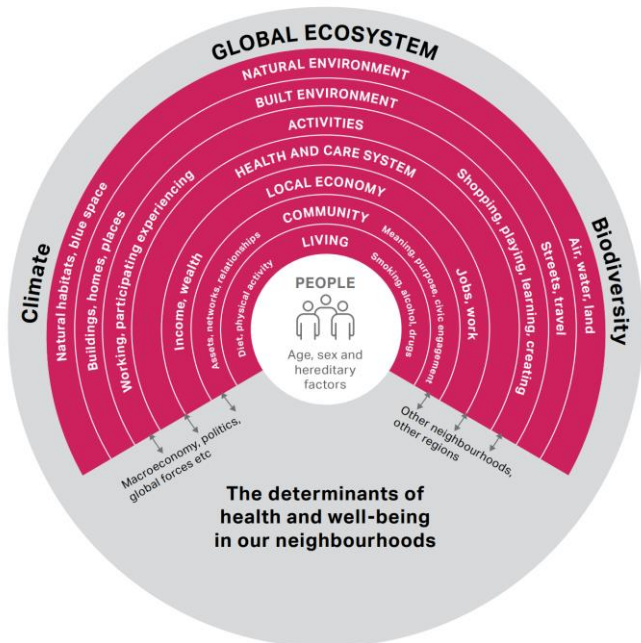 GLOBAL ECOSYSTEM
NATURAL ENVIRONMENT
BUILT ENVIRONMENT
ACTIVITIES
HEALTH AND CARE SYSTEM
LOCAL ECONOMY
COMMUNITY
LIVING
PEOPLE
Age, sex and
hereditary
factors
Climate
Natural habitats, blue space
Buildings, homes, places
Working, participating experiencing
Income, wealth
Assets, networks, relationships
Diet, physical activity
Smoking, alcohol, drugs
Meaning, purpose, civic engagement
Jobs, work
Shopping, playing, learning, creating
Streets, travel
Air, water, land
Biodiversity
Macroeconomy, politics,
global forces etc
Other neighbourhoods,
other regions
The determinants of
health and well-being
in our neighbourhoods